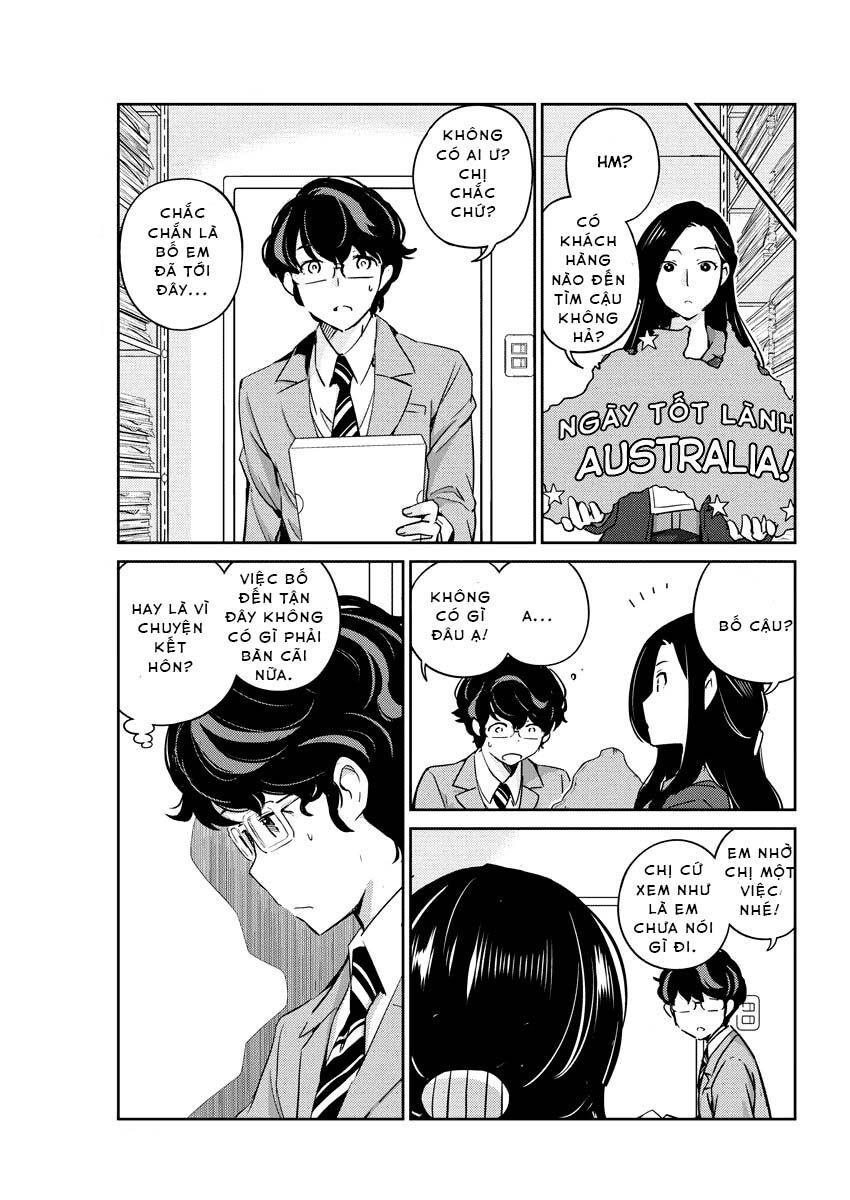 HM?
CÓ
KHÁCH
HÀNG
NÀO ĐẾN
TÌM CẬU
KHÔNG
HẢ?
NGÀY TỐT LÀNH
AUSTRALIA!
KHÔNG
CÓ AI Ư?
CHỊ
CHẮC
CHỨ?
CHẮC
CHẮN LÀ
BỐ EM
ĐÃ TỚI
ĐÂY...
BỐ CẬU?
A...
KHÔNG
CÓ GÌ
ĐÂU Ạ!
EM NHỜ
CHỊ MỘT
VIỆC
NHÉ!
CHỊ CỨ
XEM NHƯ
LÀ EM
CHƯA NÓI
GÌ ĐI.
VIỆC BỐ
ĐẾN TẬN
ĐÂY KHÔNG
CÓ GÌ PHẢI
BÀN CÃI
NỮA.
HAY LÀ VÌ
CHUYỆN
KẾT
HÔN?